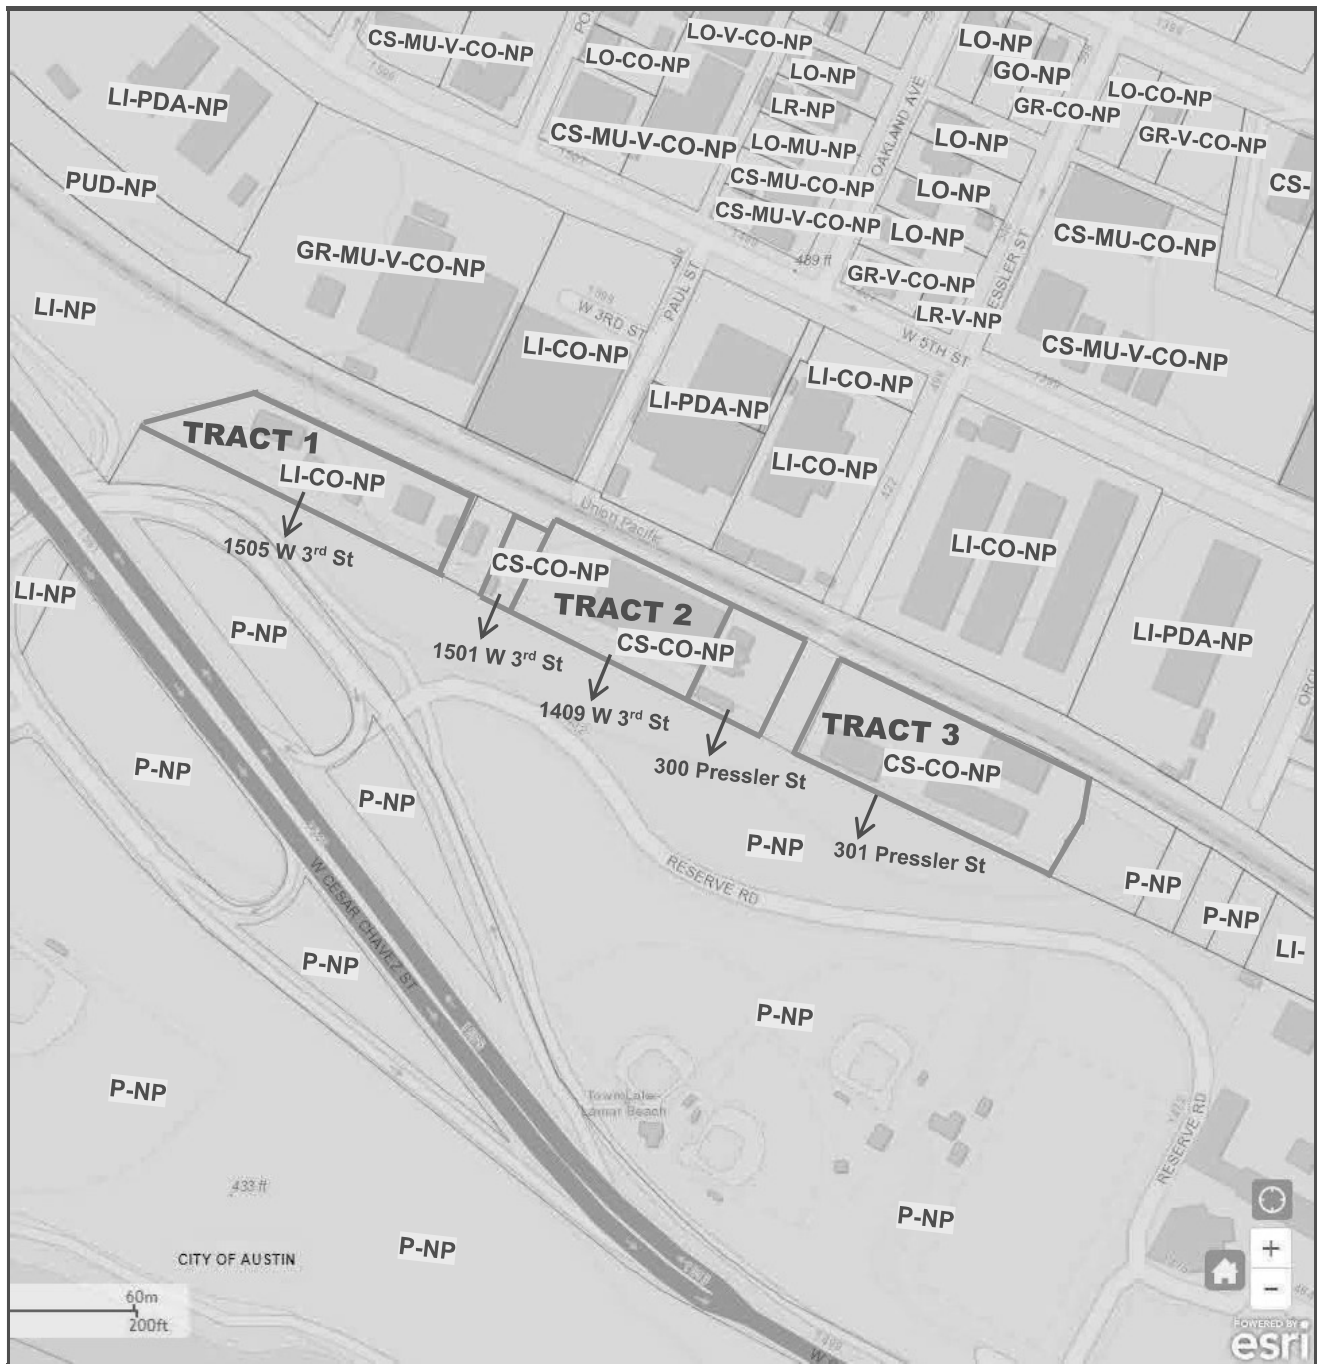 CS-MU-V-CO-NP
LO-V-CO-NP
LO-NP
LO-CO-NP
LO-NP
GO-NP
LI-PDA-NP
LR-NP
GR-CO-NP
LO-CO-NP
CS-MU-V-CO-NP
LO-MU-NP
OAKLAND AVE
LO-NP
GR-V-CO-NP
PUD-NP
CS-MU-CO-NP
LO-NP
CS-
CS-MU-V-CO-NP
LO-NP
CS-MU-CO-NP
GR-MU-V-CO-NP
489 ft
GR-V-CO-NP
ESSLER ST
PAUL ST
LI-NP
W 3RD ST
LR-V-NP
LI-CO-NP
W 5TH ST
CS-MU-V-CO-NP
LI-CO-NP
LI-PDA-NP
TRACT 1
LI-CO-NP
LI-CO-NP
Union Pacific
1505 W 3rd St
LI-CO-NP
CS-CO-NP
LI-NP
TRACT 2
P-NP
CS-CO-NP
LI-PDA-NP
1501 W 3rd St
1409 W 3rd St
TRACT 3
300 Pressler St
CS-CO-NP
P-NP
P-NP
P-NP
301 Pressler St
RESERVE RD
W CESAR CHAVEZ ST
P-NP
P-NP
LI-
P-NP
P-NP
P-NP
Town Lake-
Lamar Beach
RESERVE RD
433 ft
P-NP
P-NP
CITY OF AUSTIN
+
−
60m
200ft
POWERED BY
esri